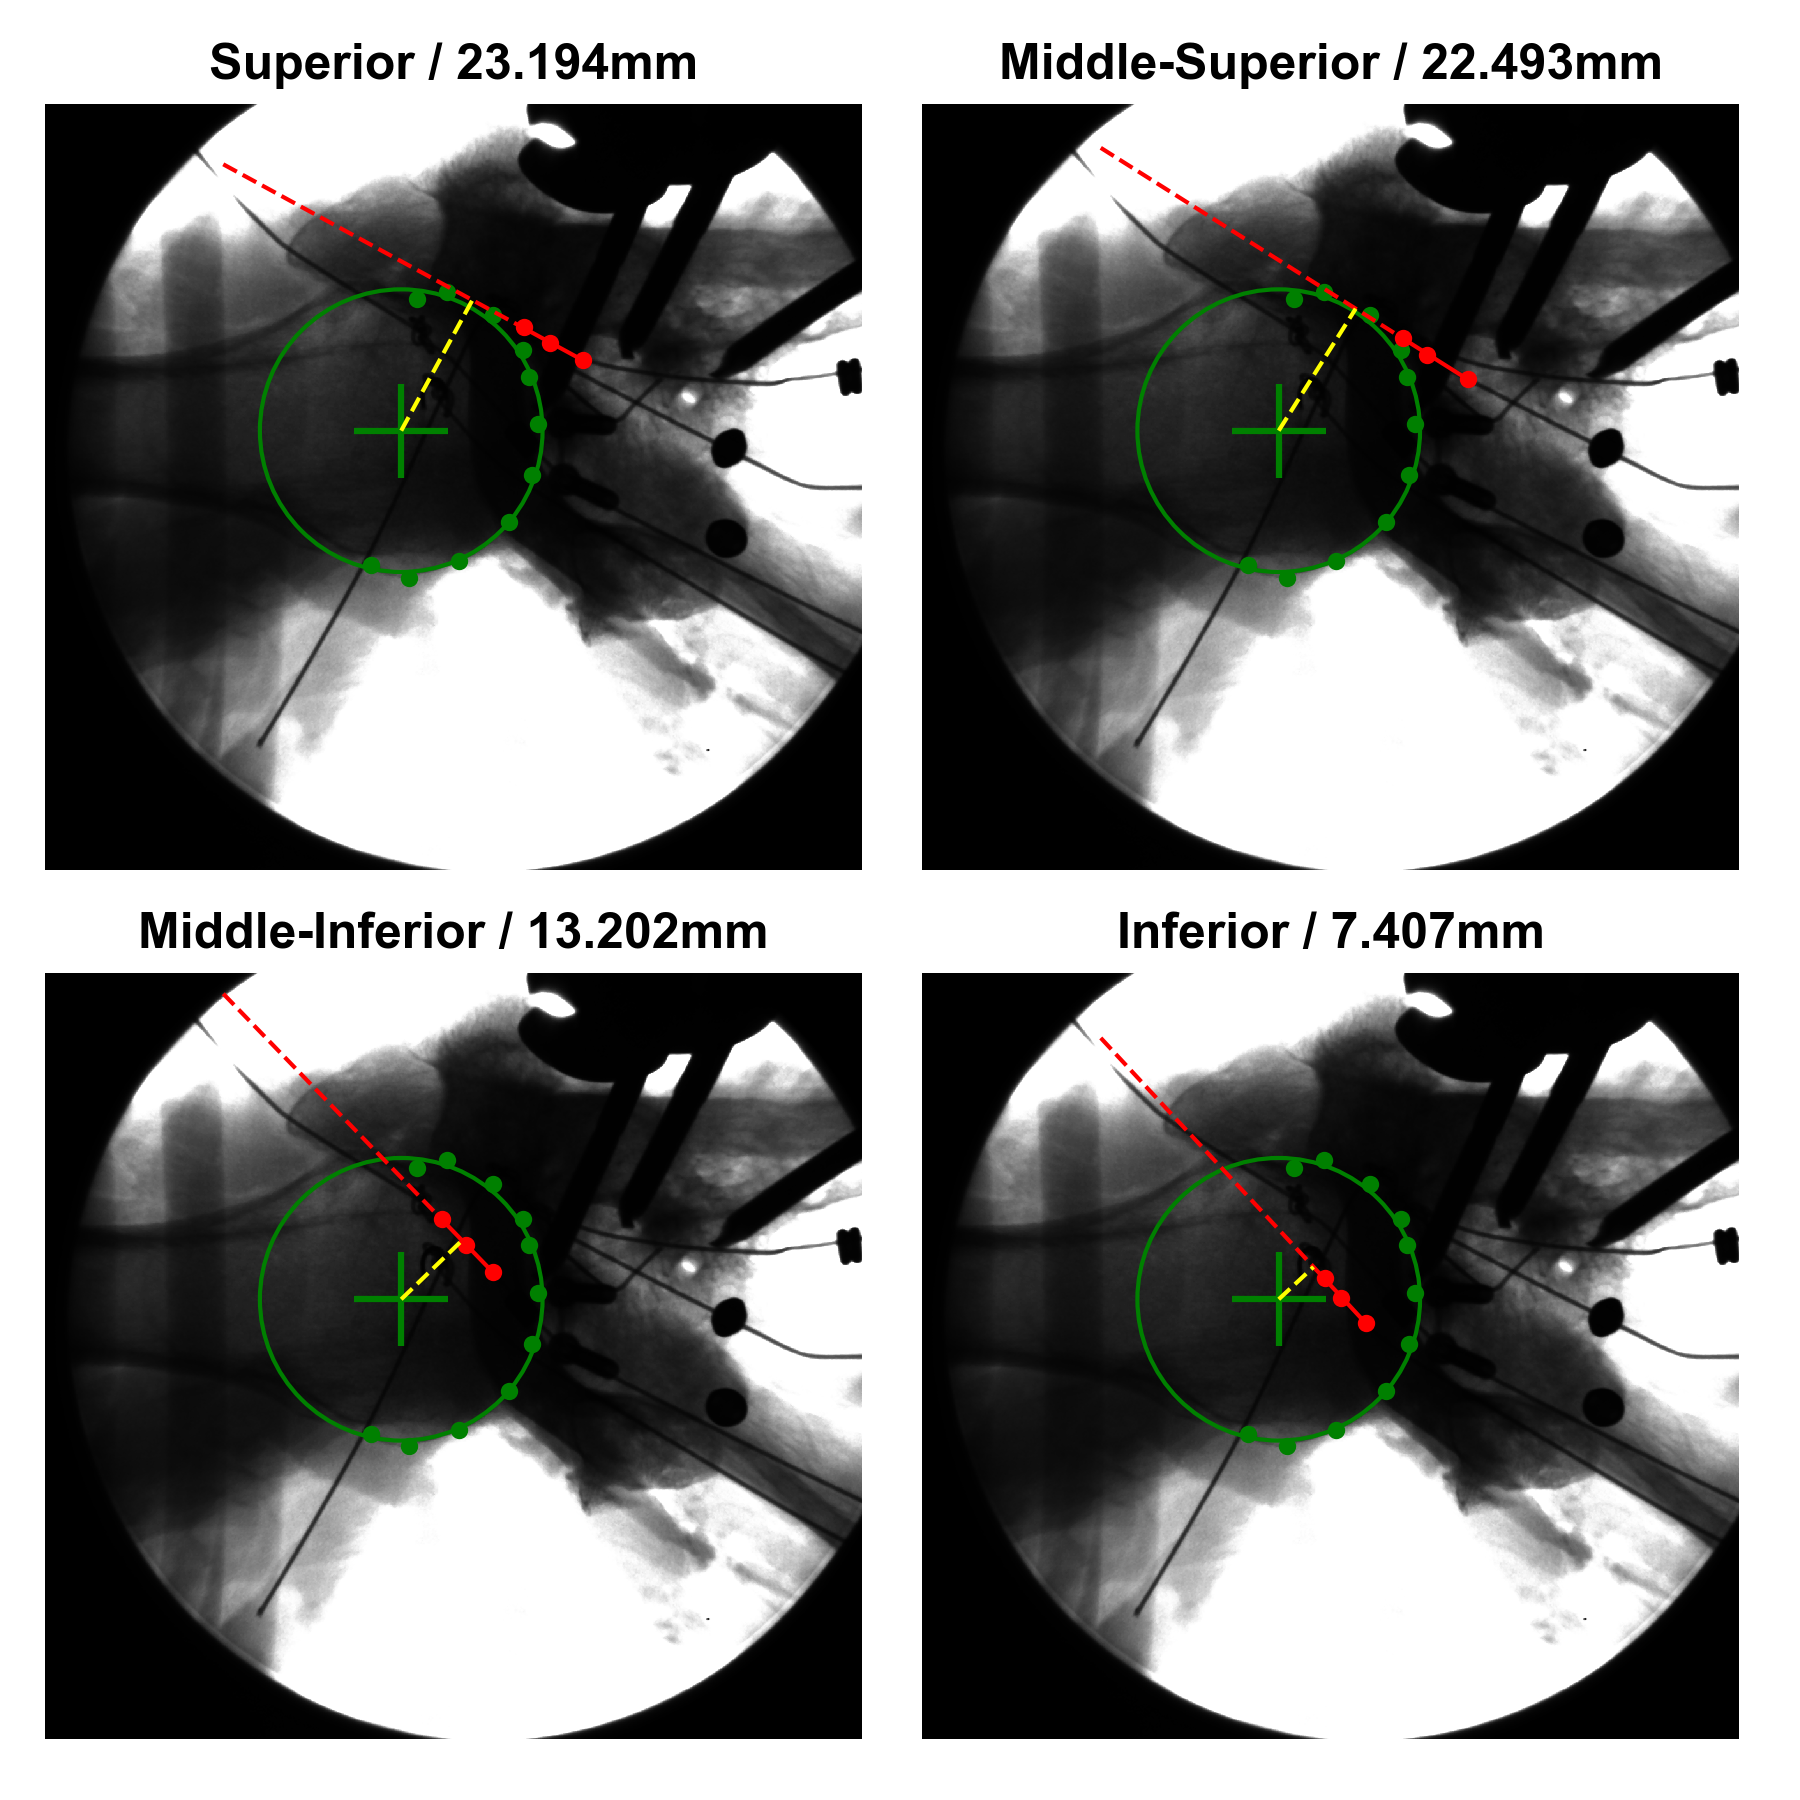 Superior / 23.194mm
Middle-Superior / 22.493mm
Middle-Inferior / 13.202mm
Inferior / 7.407mm